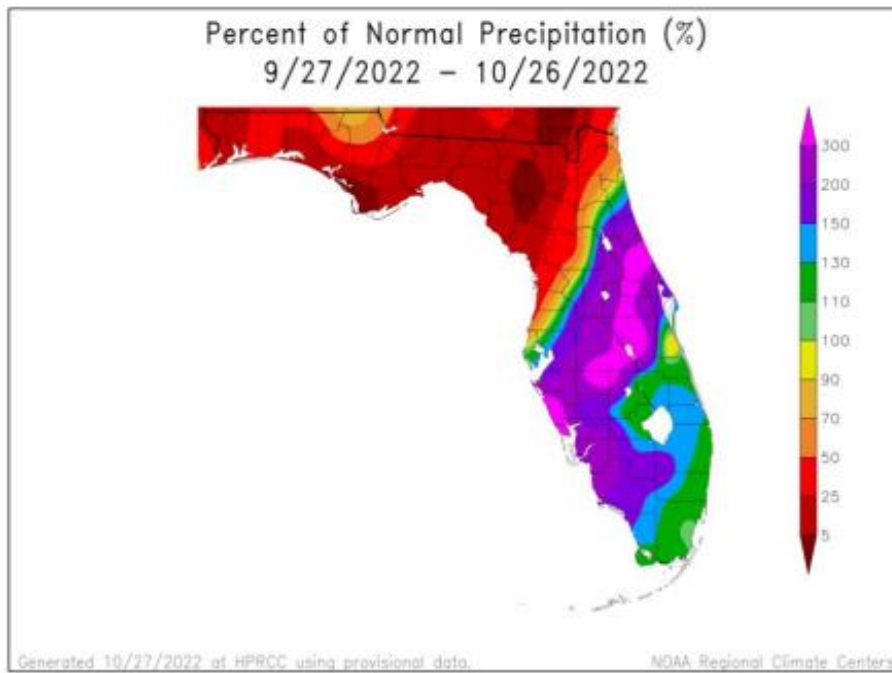 Percent of Normal Precipitation (%)
9/27/2022 – 10/26/2022
300
200
150
130
110
100
90
70
50
25
5
Generated 10/27/2022 at HPRCC using provisional data.
NOAA Regional Climate Centers